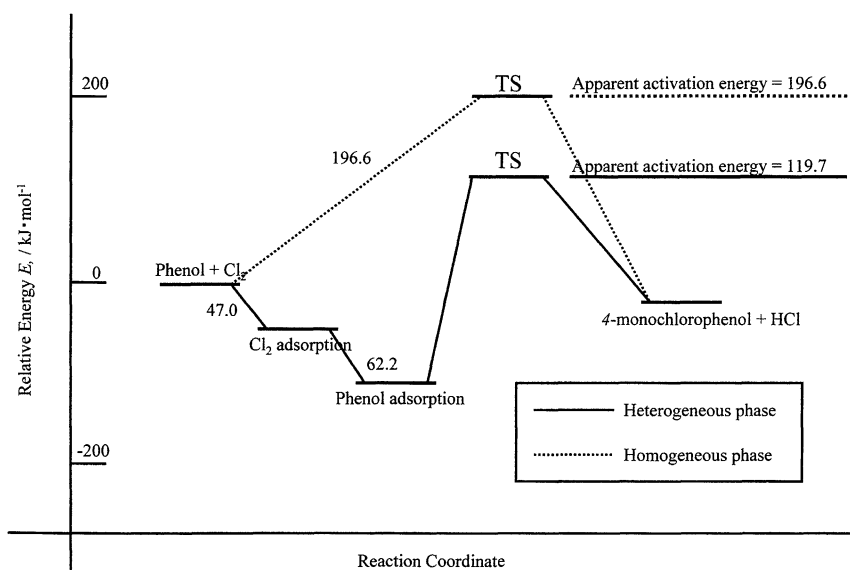 TS
Apparent activation energy = 196.6
200
196.6
TS
Apparent activation energy = 119.7
Relative Energy Er / kJ•mol-1
Phenol + Cl2
0
47.0
Cl2 adsorption
62.2
Phenol adsorption
4-monochlorophenol + HCl
Heterogeneous phase
Homogeneous phase
-200
Reaction Coordinate